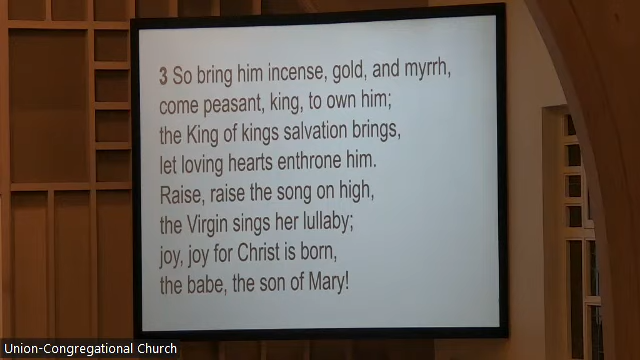 3 So bring him incense, gold, and myrrh,
come peasant, king, to own him;
the King of kings salvation brings,
let loving hearts enthrone him.
Raise, raise the song on high,
the Virgin sings her lullaby;
joy, joy for Christ is born,
the babe, the son of Mary!
Union-Congregational Church